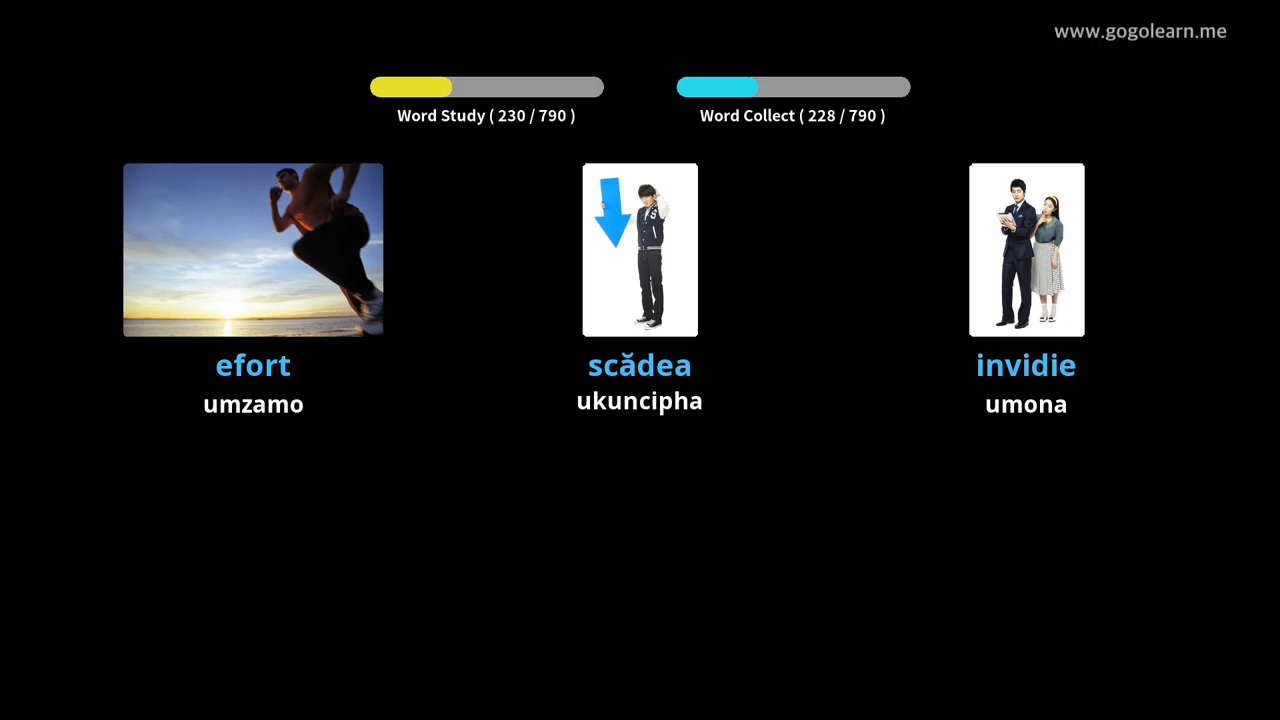 www.gogolearn.me
Word Study ( 230 / 790 )
Word Collect ( 228 / 790 )
efort
umzamo
scădea
ukuncipha
invidie
umona